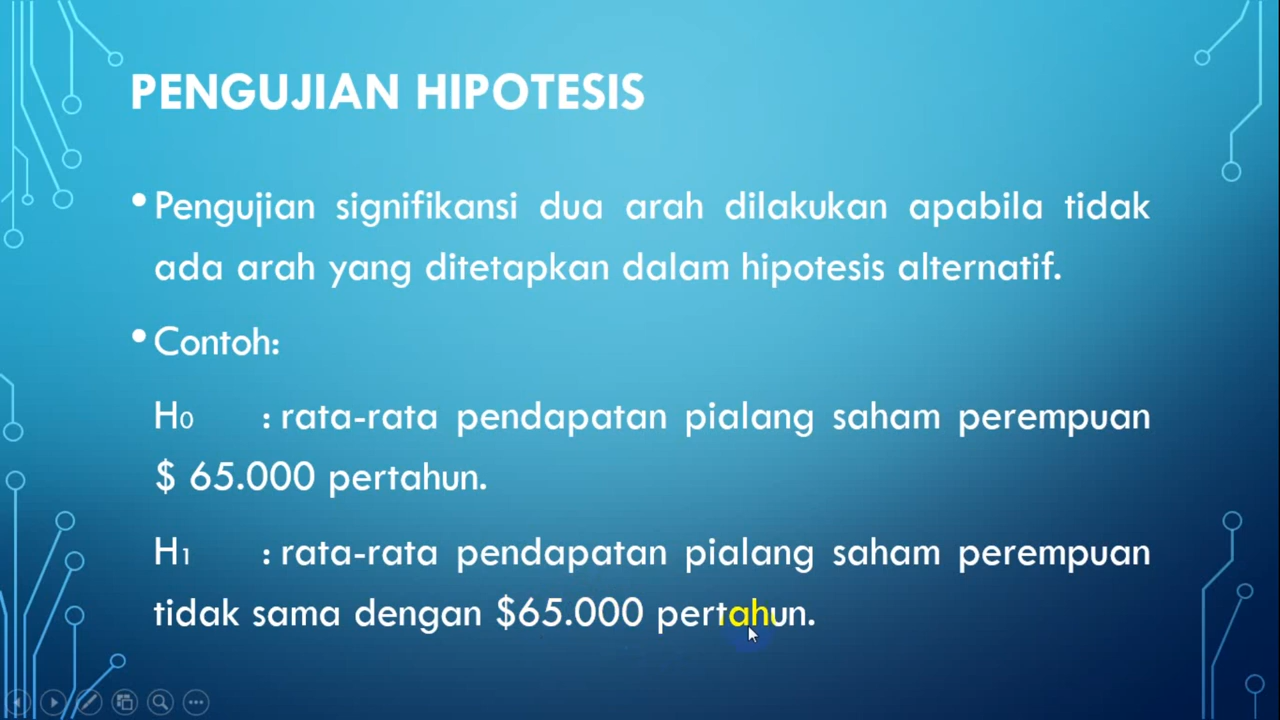 PENGUJIAN HIPOTESIS
• Pengujian signifikansi dua arah dilakukan apabila tidak
ada arah yang ditetapkan dalam hipotesis alternatif.
• Contoh:
H0 : rata-rata pendapatan pialang saham perempuan
$ 65.000 pertahun.
H1 : rata-rata pendapatan pialang saham perempuan
tidak sama dengan $65.000 pertahun.